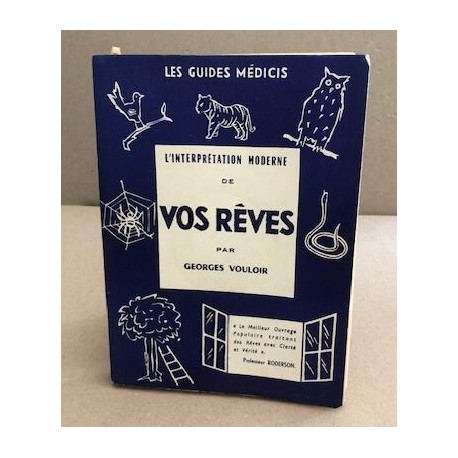 LES GUIDES MÉDICIS
L'INTERPRÉTATION MODERNE
DE
VOS RÊVES
PAR
GEORGES VOULOIR
« Le Meilleur Ouvrage
Populaire traitant
des Rêves avec Clarté
et Vérité ».
Professeur RODERSON.